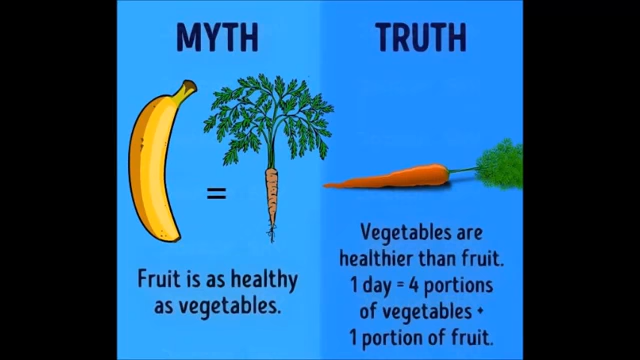 MYTH
=
Fruit is as healthy
as vegetables.
TRUTH
Vegetables are
healthier than fruit.
1 day = 4 portions
of vegetables +
1 portion of fruit.